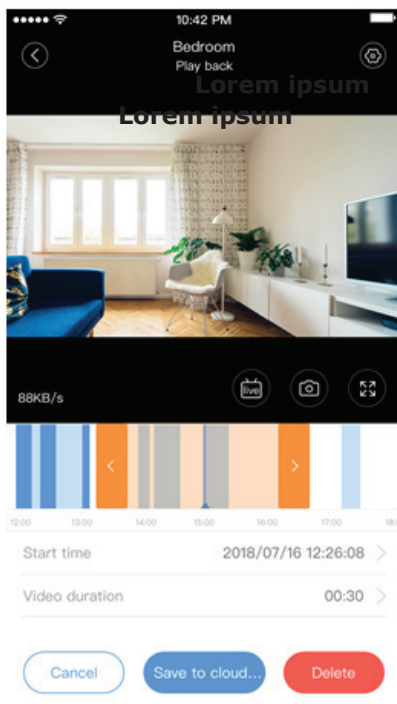 10:42 PM
Bedroom
Play back
Lorem ipsum
Lorem ipsum
live
88KB/s
12:00 13:00 14:00 15:00 16:00 17:00 18:
Start time 2018/07/16 12:26:08
Video duration 00:30
Cancel Save to cloud... Delete